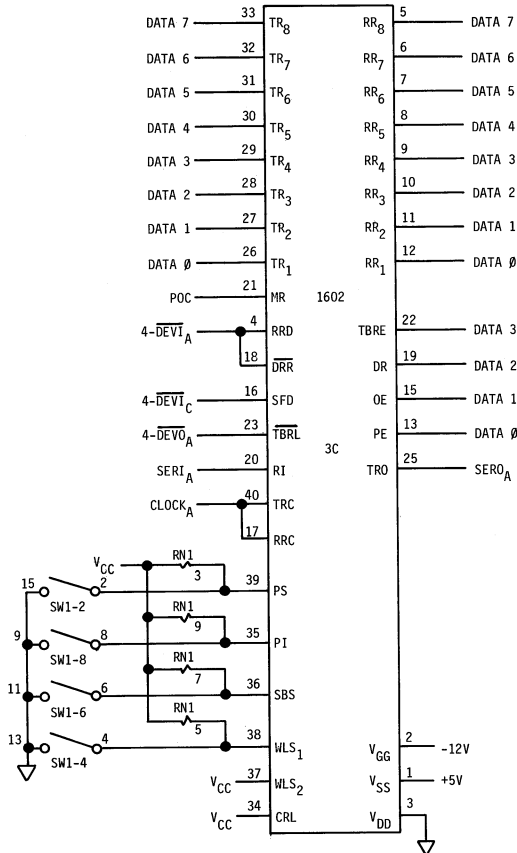 DATA 7 33 TR8 RR8 5 DATA 7
DATA 6 32 TR7 RR7 6 DATA 6
DATA 5 31 TR6 RR6 7 DATA 5
DATA 4 30 TR5 RR5 8 DATA 4
DATA 3 29 TR4 RR4 9 DATA 3
DATA 2 28 TR3 RR3 10 DATA 2
DATA 1 27 TR2 RR2 11 DATA 1
DATA Ø 26 TR1 RR1 12 DATA Ø
POC 21 MR 1602
4-DEVIA 4 RRD TBRE 22 DATA 3
18 DRR DR 19 DATA 2
4-DEVIC 16 SFD OE 15 DATA 1
4-DEVOA 23 TBRL PE 13 DATA Ø
3C
SERIA 20 RI TRO 25 SEROA
CLOCKA 40 TRC
17 RRC
VCC RN1 3
15 SW1-2 2 39 PS
RN1 9
9 SW1-8 8 35 PI
RN1 7
11 SW1-6 6 36 SBS
RN1 5
13 SW1-4 4 38 WLS1 VGG 2 -12V
VCC 37 WLS2 VSS 1 +5V
VCC 34 CRL VDD 3